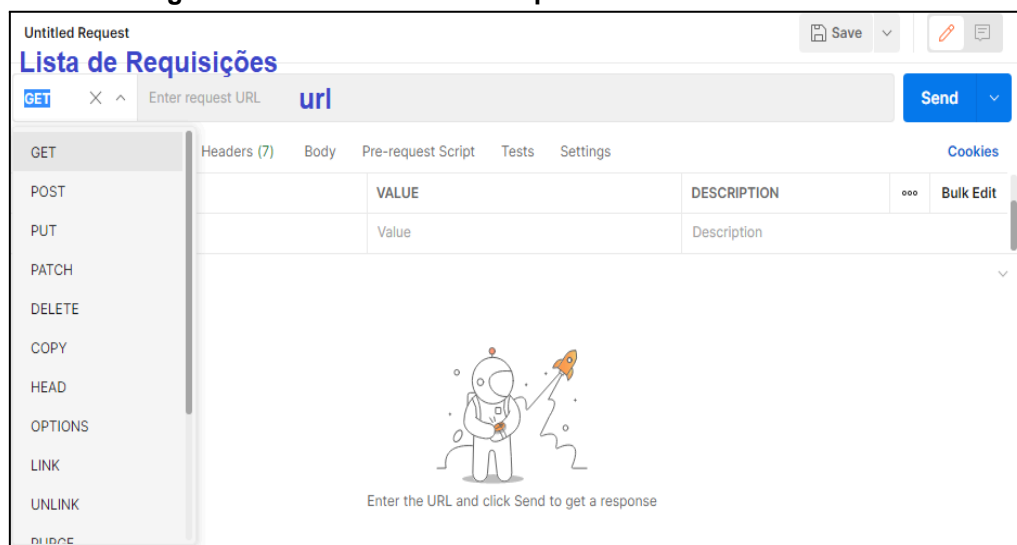 Untitled Request
Save
Lista de Requisições
GET
Enter request URL
url
Send
GET
Headers (7)
Body
Pre-request Script
Tests
Settings
Cookies
POST
VALUE
DESCRIPTION
Bulk Edit
PUT
Value
Description
PATCH
DELETE
COPY
HEAD
OPTIONS
LINK
UNLINK
Enter the URL and click Send to get a response